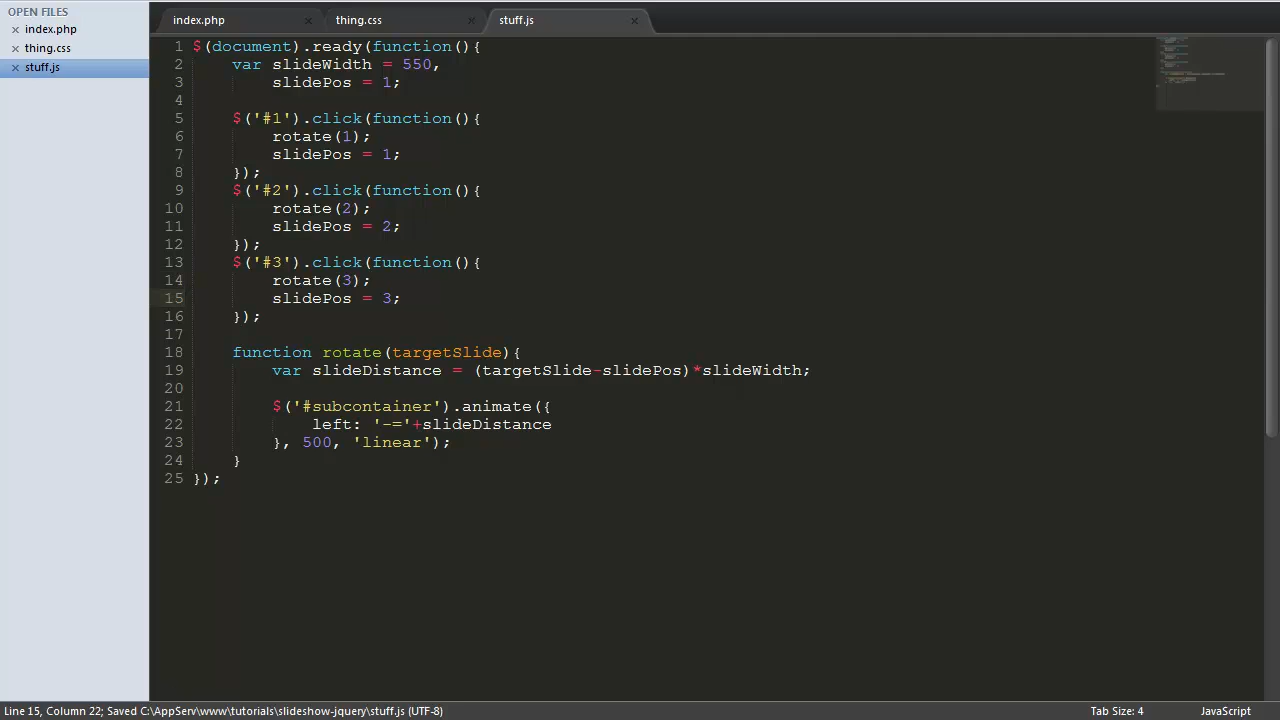 OPEN FILES
index.php
thing.css
stuff.js
index.php thing.css stuff.js
1 $(document).ready(function(){
2 var slideWidth = 550,
3 slidePos = 1;
4
5 $('#1').click(function(){
6 rotate(1);
7 slidePos = 1;
8 });
9 $('#2').click(function(){
10 rotate(2);
11 slidePos = 2;
12 });
13 $('#3').click(function(){
14 rotate(3);
15 slidePos = 3;
16 });
17
18 function rotate(targetSlide){
19 var slideDistance = (targetSlide-slidePos)*slideWidth;
20
21 $('#subcontainer').animate({
22 left: '-='+slideDistance
23 }, 500, 'linear');
24 }
25 });
Line 15, Column 22; Saved C:\AppServ\www\tutorials\slideshow-jquery\stuff.js (UTF-8) Tab Size: 4 JavaScript